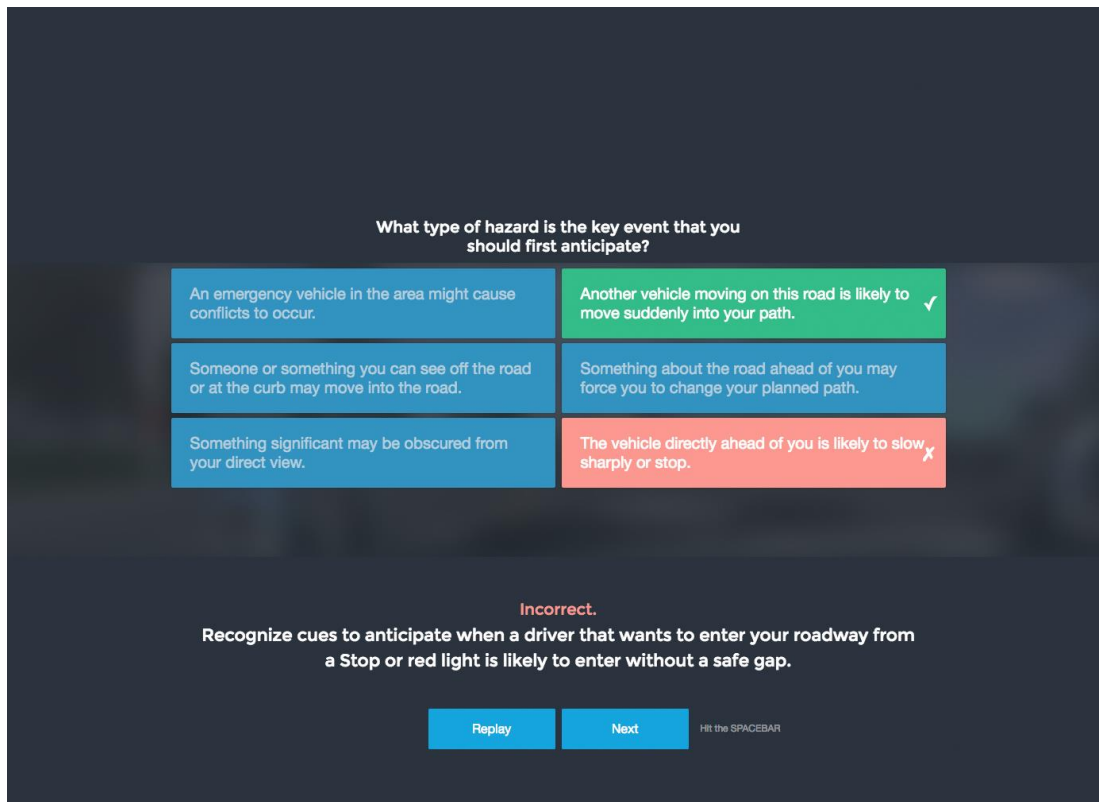 What type of hazard is the key event that you
should first anticipate?
An emergency vehicle in the area might cause
conflicts to occur.
Another vehicle moving on this road is likely to
move suddenly into your path.
✓
Someone or something you can see off the road
or at the curb may move into the road.
Something about the road ahead of you may
force you to change your planned path.
Something significant may be obscured from
your direct view.
The vehicle directly ahead of you is likely to slow
sharply or stop.
✗
Incorrect.
Recognize cues to anticipate when a driver that wants to enter your roadway from
a Stop or red light is likely to enter without a safe gap.
Replay
Next
Hit the SPACEBAR